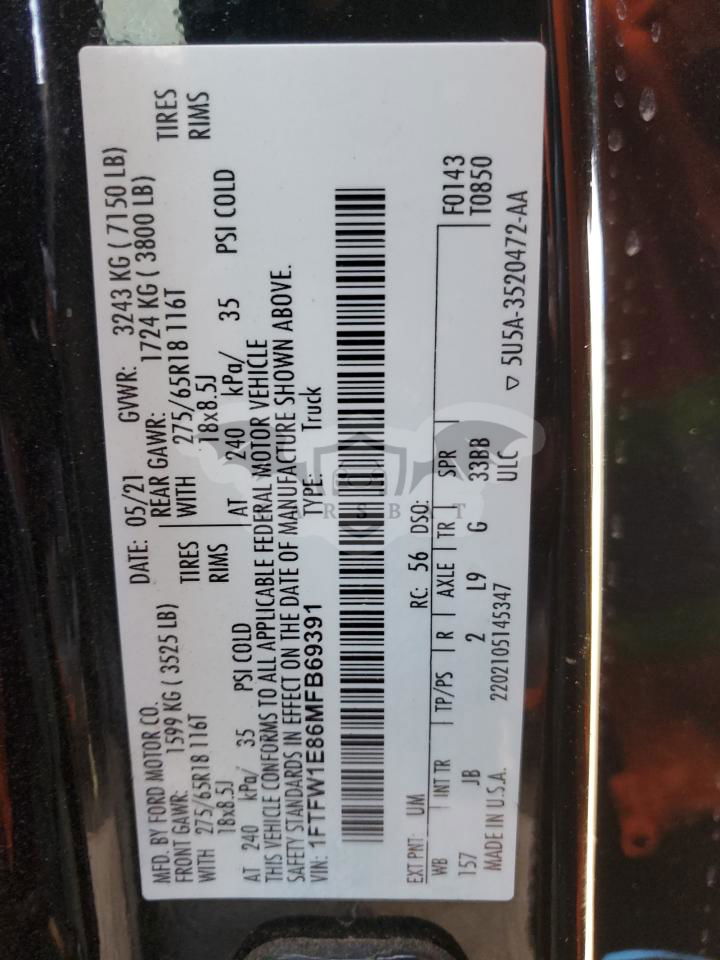 MFD. BY FORD MOTOR CO. DATE: 05/21 GVWR: 3243 KG ( 7150 LB)
FRONT GAWR: 1599 KG ( 3525 LB) REAR GAWR: 1724 KG ( 3800 LB)
WITH 275/65R18 116T TIRES WITH 275/65R18 116T TIRES
18x8.5J RIMS 18x8.5J RIMS
AT 240 kPa/ 35 PSI COLD AT 240 kPa/ 35 PSI COLD
THIS VEHICLE CONFORMS TO ALL APPLICABLE FEDERAL MOTOR VEHICLE
SAFETY STANDARDS IN EFFECT ON THE DATE OF MANUFACTURE SHOWN ABOVE.
VIN: 1FTFW1E86MFB69391 TYPE: Truck
EXT PNT: UM RC: 56 DSO: F0143
WB INT TR TP/PS R AXLE TR SPR T0850
157 JB 2 L9 G 33BB
MADE IN U.S.A. 2202105145347 ULC ▽ 5U5A-3520472-AA